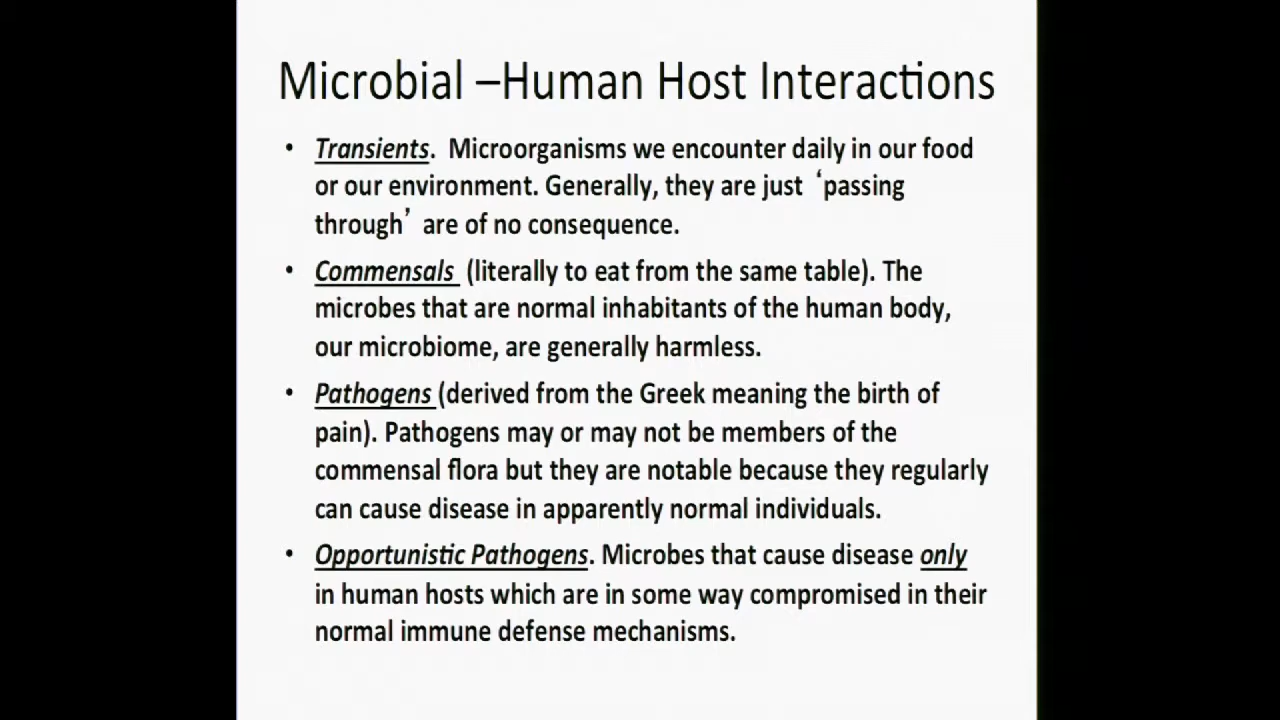 Microbial –Human Host Interactions
• Transients. Microorganisms we encounter daily in our food
or our environment. Generally, they are just ‘passing
through’ are of no consequence.
• Commensals (literally to eat from the same table). The
microbes that are normal inhabitants of the human body,
our microbiome, are generally harmless.
• Pathogens (derived from the Greek meaning the birth of
pain). Pathogens may or may not be members of the
commensal flora but they are notable because they regularly
can cause disease in apparently normal individuals.
• Opportunistic Pathogens. Microbes that cause disease only
in human hosts which are in some way compromised in their
normal immune defense mechanisms.